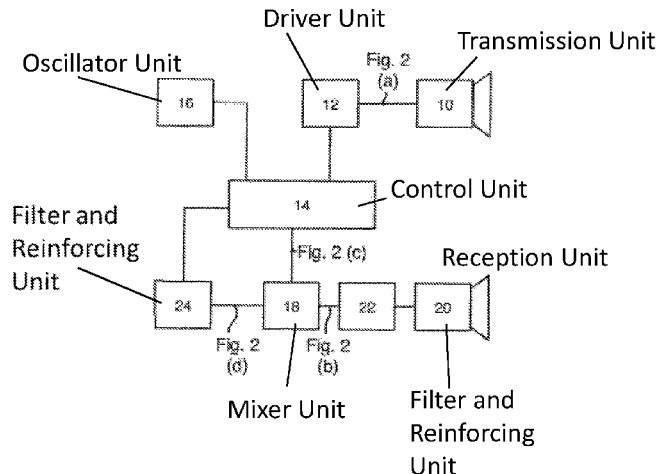 Driver Unit
Transmission Unit
Oscillator Unit
Fig. 2
(a)
16
12
10
Control Unit
14
Filter and
Reinforcing
Unit
Fig. 2 (c)
Reception Unit
24
18
22
20
Fig. 2
(d)
Fig. 2
(b)
Mixer Unit
Filter and
Reinforcing
Unit